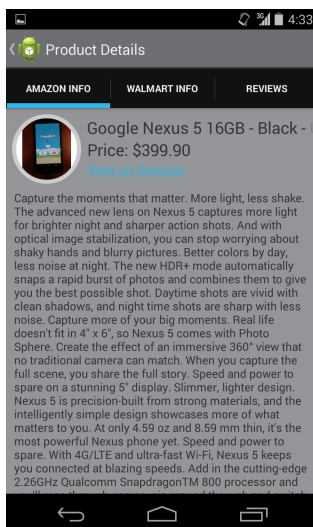 3G 4:33
Product Details
AMAZON INFO WALMART INFO REVIEWS
Google Nexus 5 16GB - Black -
Price: $399.90
View on Amazon
Capture the moments that matter. More light, less shake.
The advanced new lens on Nexus 5 captures more light
for brighter night and sharper action shots. And with
optical image stabilization, you can stop worrying about
shaky hands and blurry pictures. Better colors by day,
less noise at night. The new HDR+ mode automatically
snaps a rapid burst of photos and combines them to give
you the best possible shot. Daytime shots are vivid with
clean shadows, and night time shots are sharp with less
noise. Capture more of your big moments. Real life
doesn't fit in 4" x 6", so Nexus 5 comes with Photo
Sphere. Create the effect of an immersive 360° view that
no traditional camera can match. When you capture the
full scene, you share the full story. Speed and power to
spare on a stunning 5" display. Slimmer, lighter design.
Nexus 5 is precision-built from strong materials, and the
intelligently simple design showcases more of what
matters to you. At only 4.59 oz and 8.59 mm thin, it's the
most powerful Nexus phone yet. Speed and power to
spare. With 4G/LTE and ultra-fast Wi-Fi, Nexus 5 keeps
you connected at blazing speeds. Add in the cutting-edge
2.26GHz Qualcomm SnapdragonTM 800 processor and